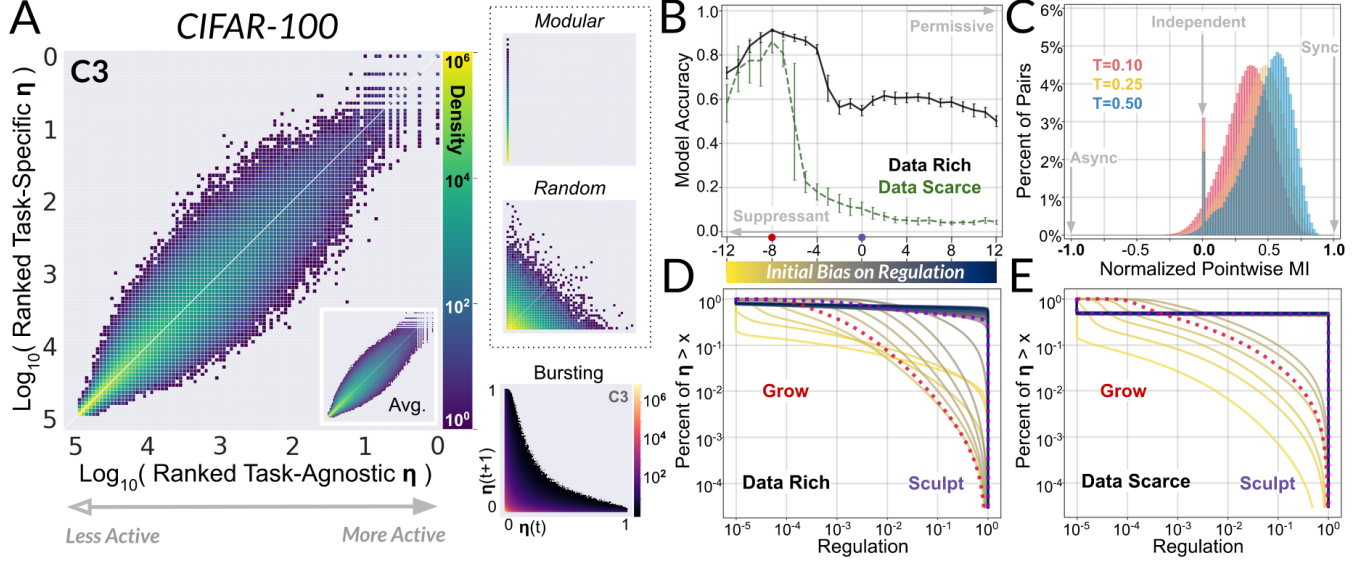 A
CIFAR-100
C3
Log10( Ranked Task-Specific η )
0
1
2
3
4
5
5
4
3
2
1
0
Log10( Ranked Task-Agnostic η )
Less Active
More Active
Avg.
Density
10^6
10^4
10^2
10^0
Modular
Random
Bursting
C3
η(t+1)
1
0
0
1
η(t)
10^6
10^4
10^2
B
Model Accuracy
1.0
0.8
0.6
0.4
0.2
0.0
Permissive
Data Rich
Data Scarce
Suppressant
-12
-8
-4
0
4
8
12
Initial Bias on Regulation
C
Percent of Pairs
6%
5%
4%
3%
2%
1%
0%
Independent
Sync
T=0.10
T=0.25
T=0.50
Async
-1.0
-0.5
0.0
0.5
1.0
Normalized Pointwise MI
D
Percent of η > x
10^0
10^-1
10^-2
10^-3
10^-4
Grow
Data Rich
Sculpt
10^-5
10^-4
10^-3
10^-2
10^-1
10^0
Regulation
E
Percent of η > x
10^0
10^-1
10^-2
10^-3
10^-4
Grow
Data Scarce
Sculpt
10^-5
10^-4
10^-3
10^-2
10^-1
10^0
Regulation